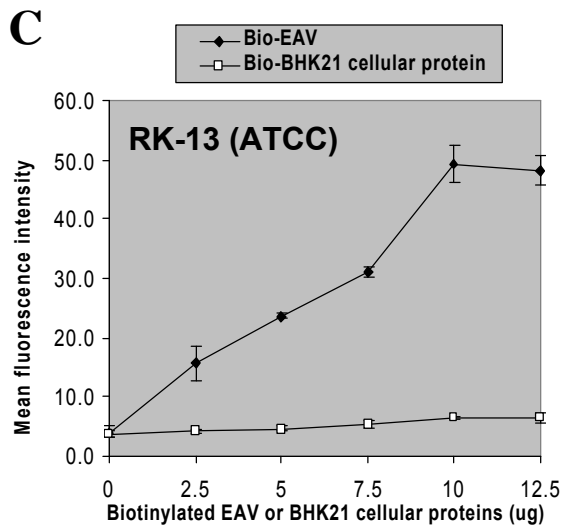 C
Bio-EAV
Bio-BHK21 cellular protein
RK-13 (ATCC)
Mean fluorescence intensity
60.0
50.0
40.0
30.0
20.0
10.0
0.0
0 2.5 5 7.5 10 12.5
Biotinylated EAV or BHK21 cellular proteins (ug)